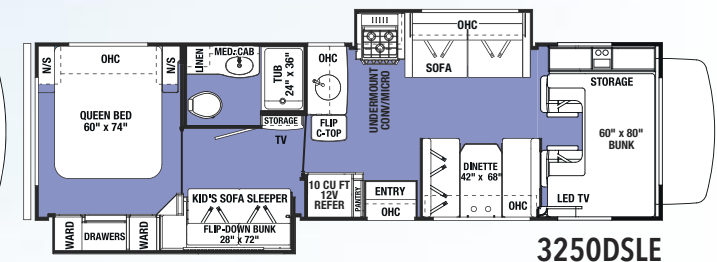 N/S
OHC
N/S
QUEEN BED
60" x 74"
WARD
DRAWERS
WARD
LINEN
MED. CAB
TUB
24" x 36"
STORAGE
TV
KID'S SOFA SLEEPER
FLIP-DOWN BUNK
28" x 72"
OHC
FLIP
C-TOP
UNDERMOUNT
CONV/MICRO
10 CU FT
12V
REFER
PANTRY
ENTRY
OHC
OHC
SOFA
DINETTE
42" x 68"
OHC
STORAGE
60" x 80"
BUNK
LED TV
3250DSLE